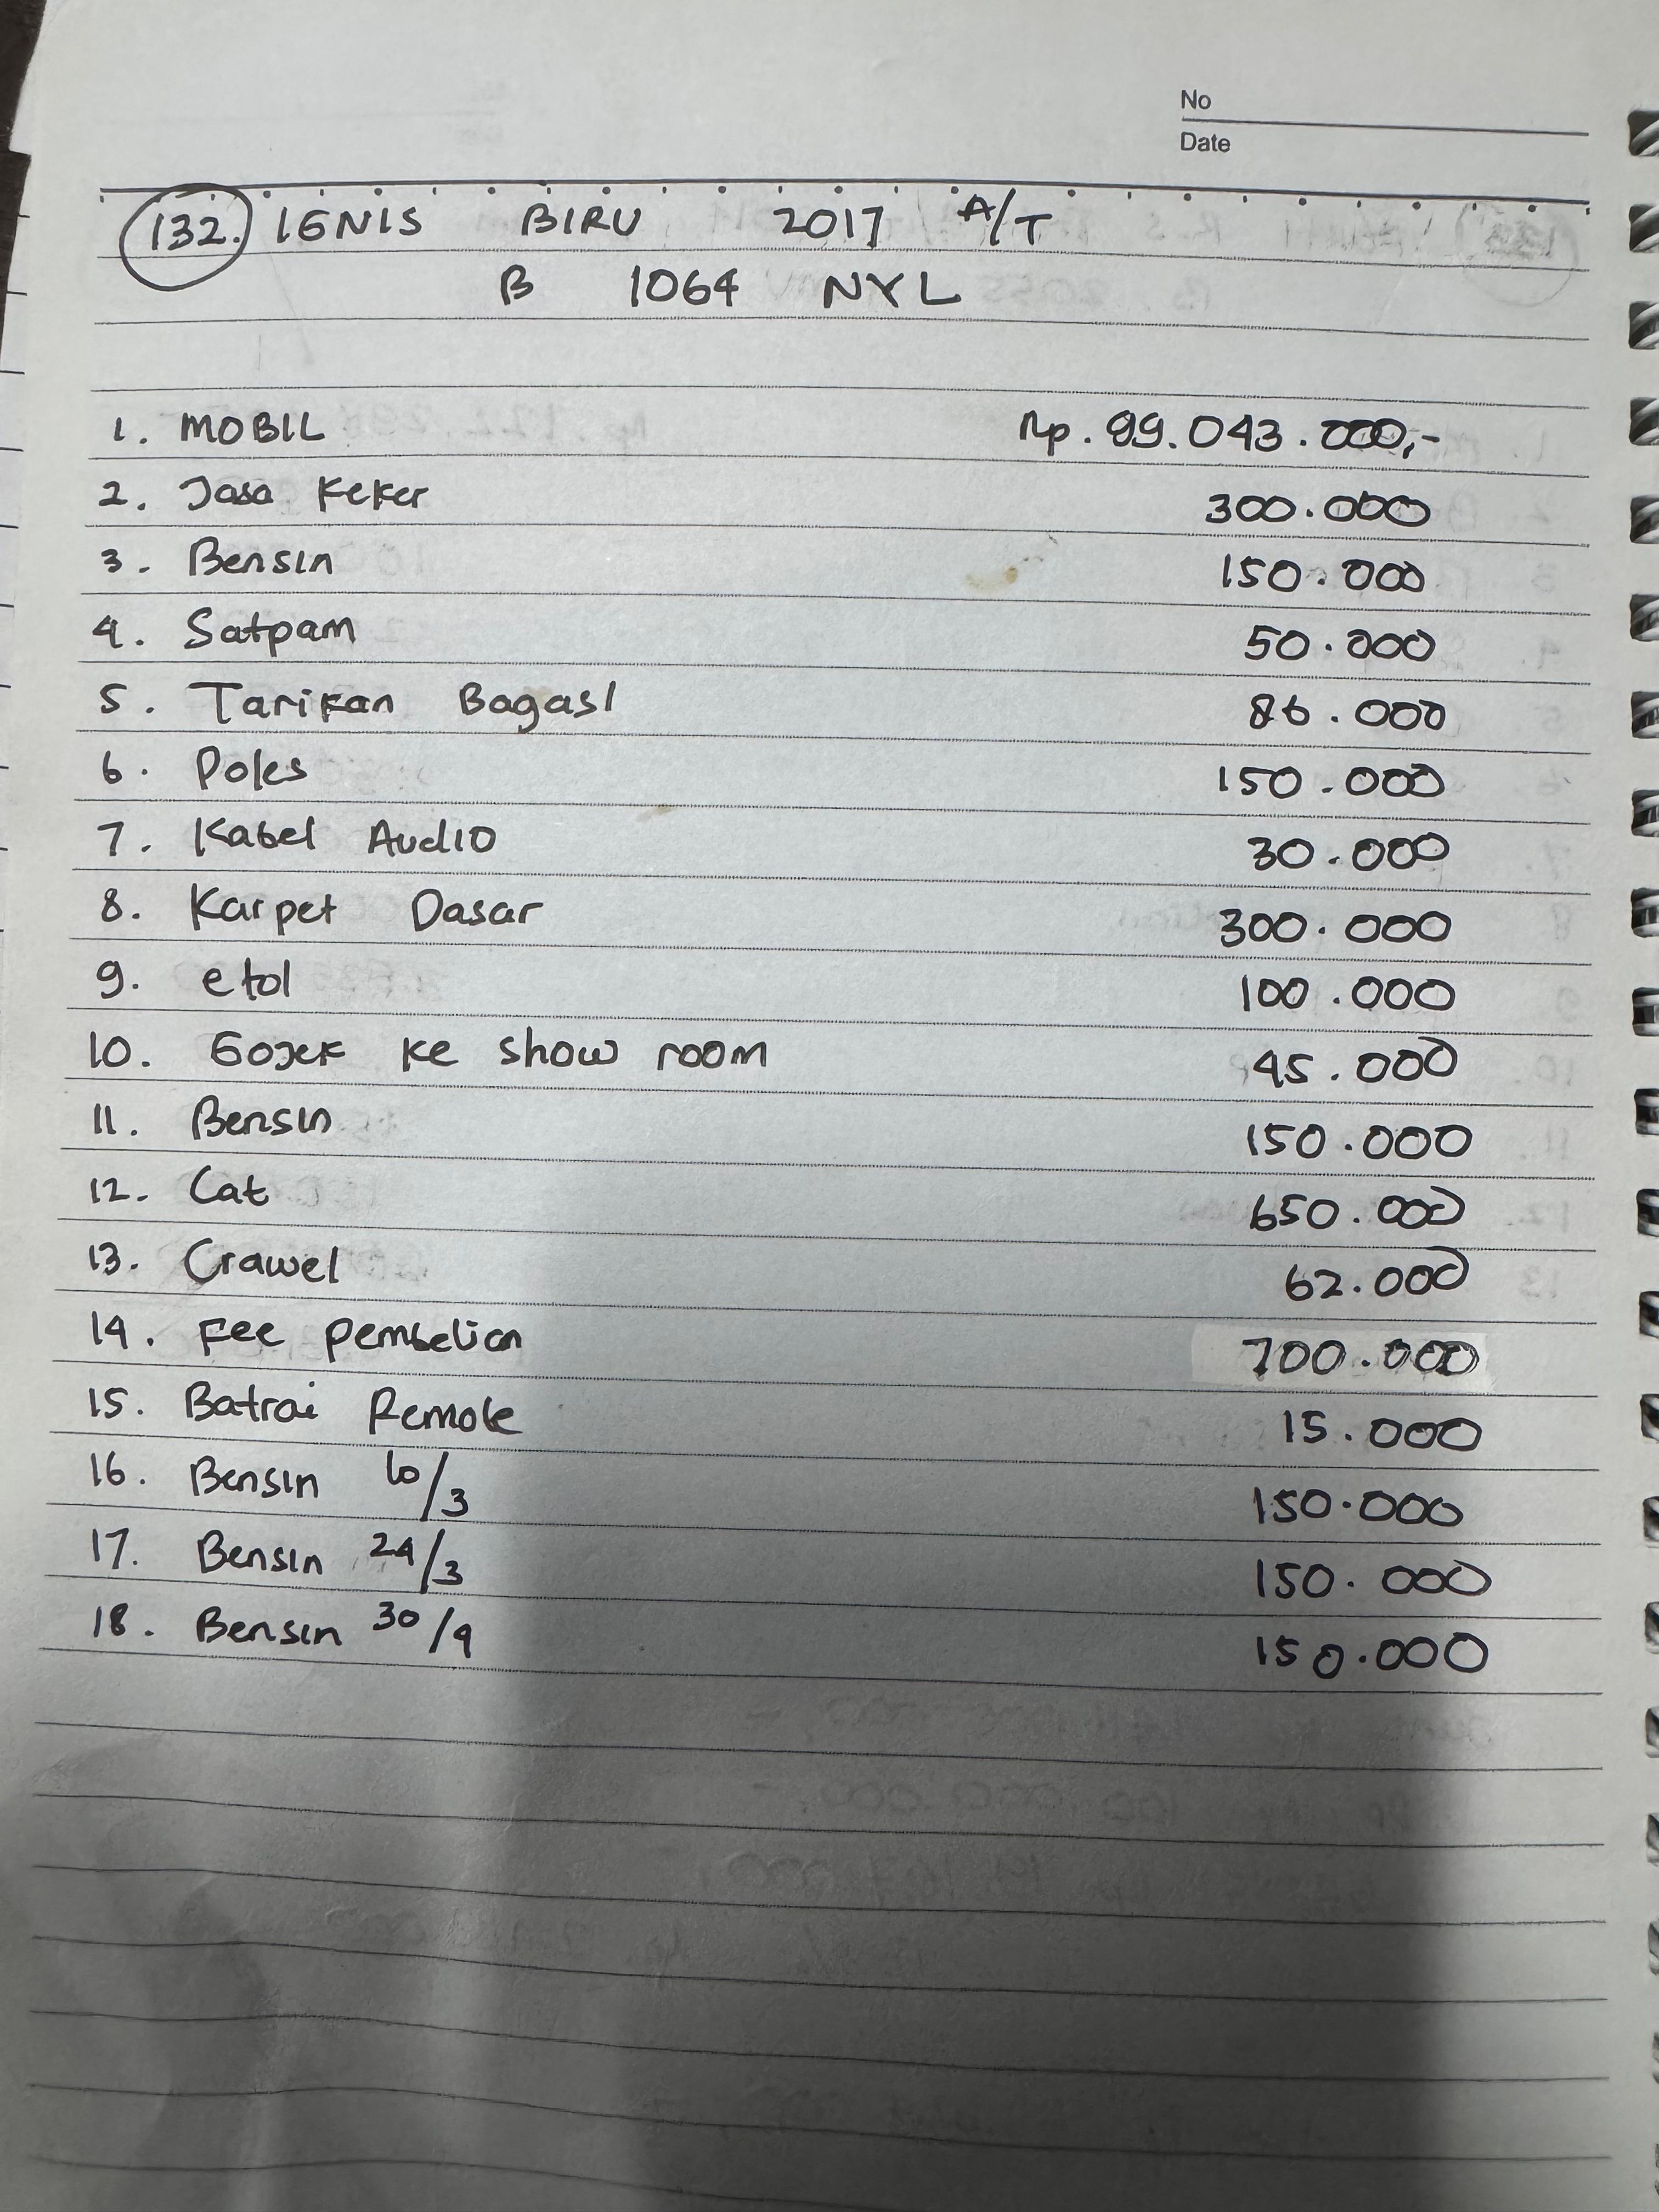 No
Date
132. IGNIS BIRU 2017 A/T
B 1064 NYL
1. MOBIL Rp. 99.043.000,-
2. Jasa Keker 300.000
3. Bensin 150.000
4. Satpam 50.000
5. Tarikan Bagasi 86.000
6. Poles 150.000
7. Kabel Audio 30.000
8. Karpet Dasar 300.000
9. etol 100.000
10. Gojek ke show room 45.000
11. Bensin 150.000
12. Cat 650.000
13. Crawel 62.000
14. Fee pembelian 700.000
15. Batrai Remote 15.000
16. Bensin 10/3 150.000
17. Bensin 24/3 150.000
18. Bensin 30/4 150.000